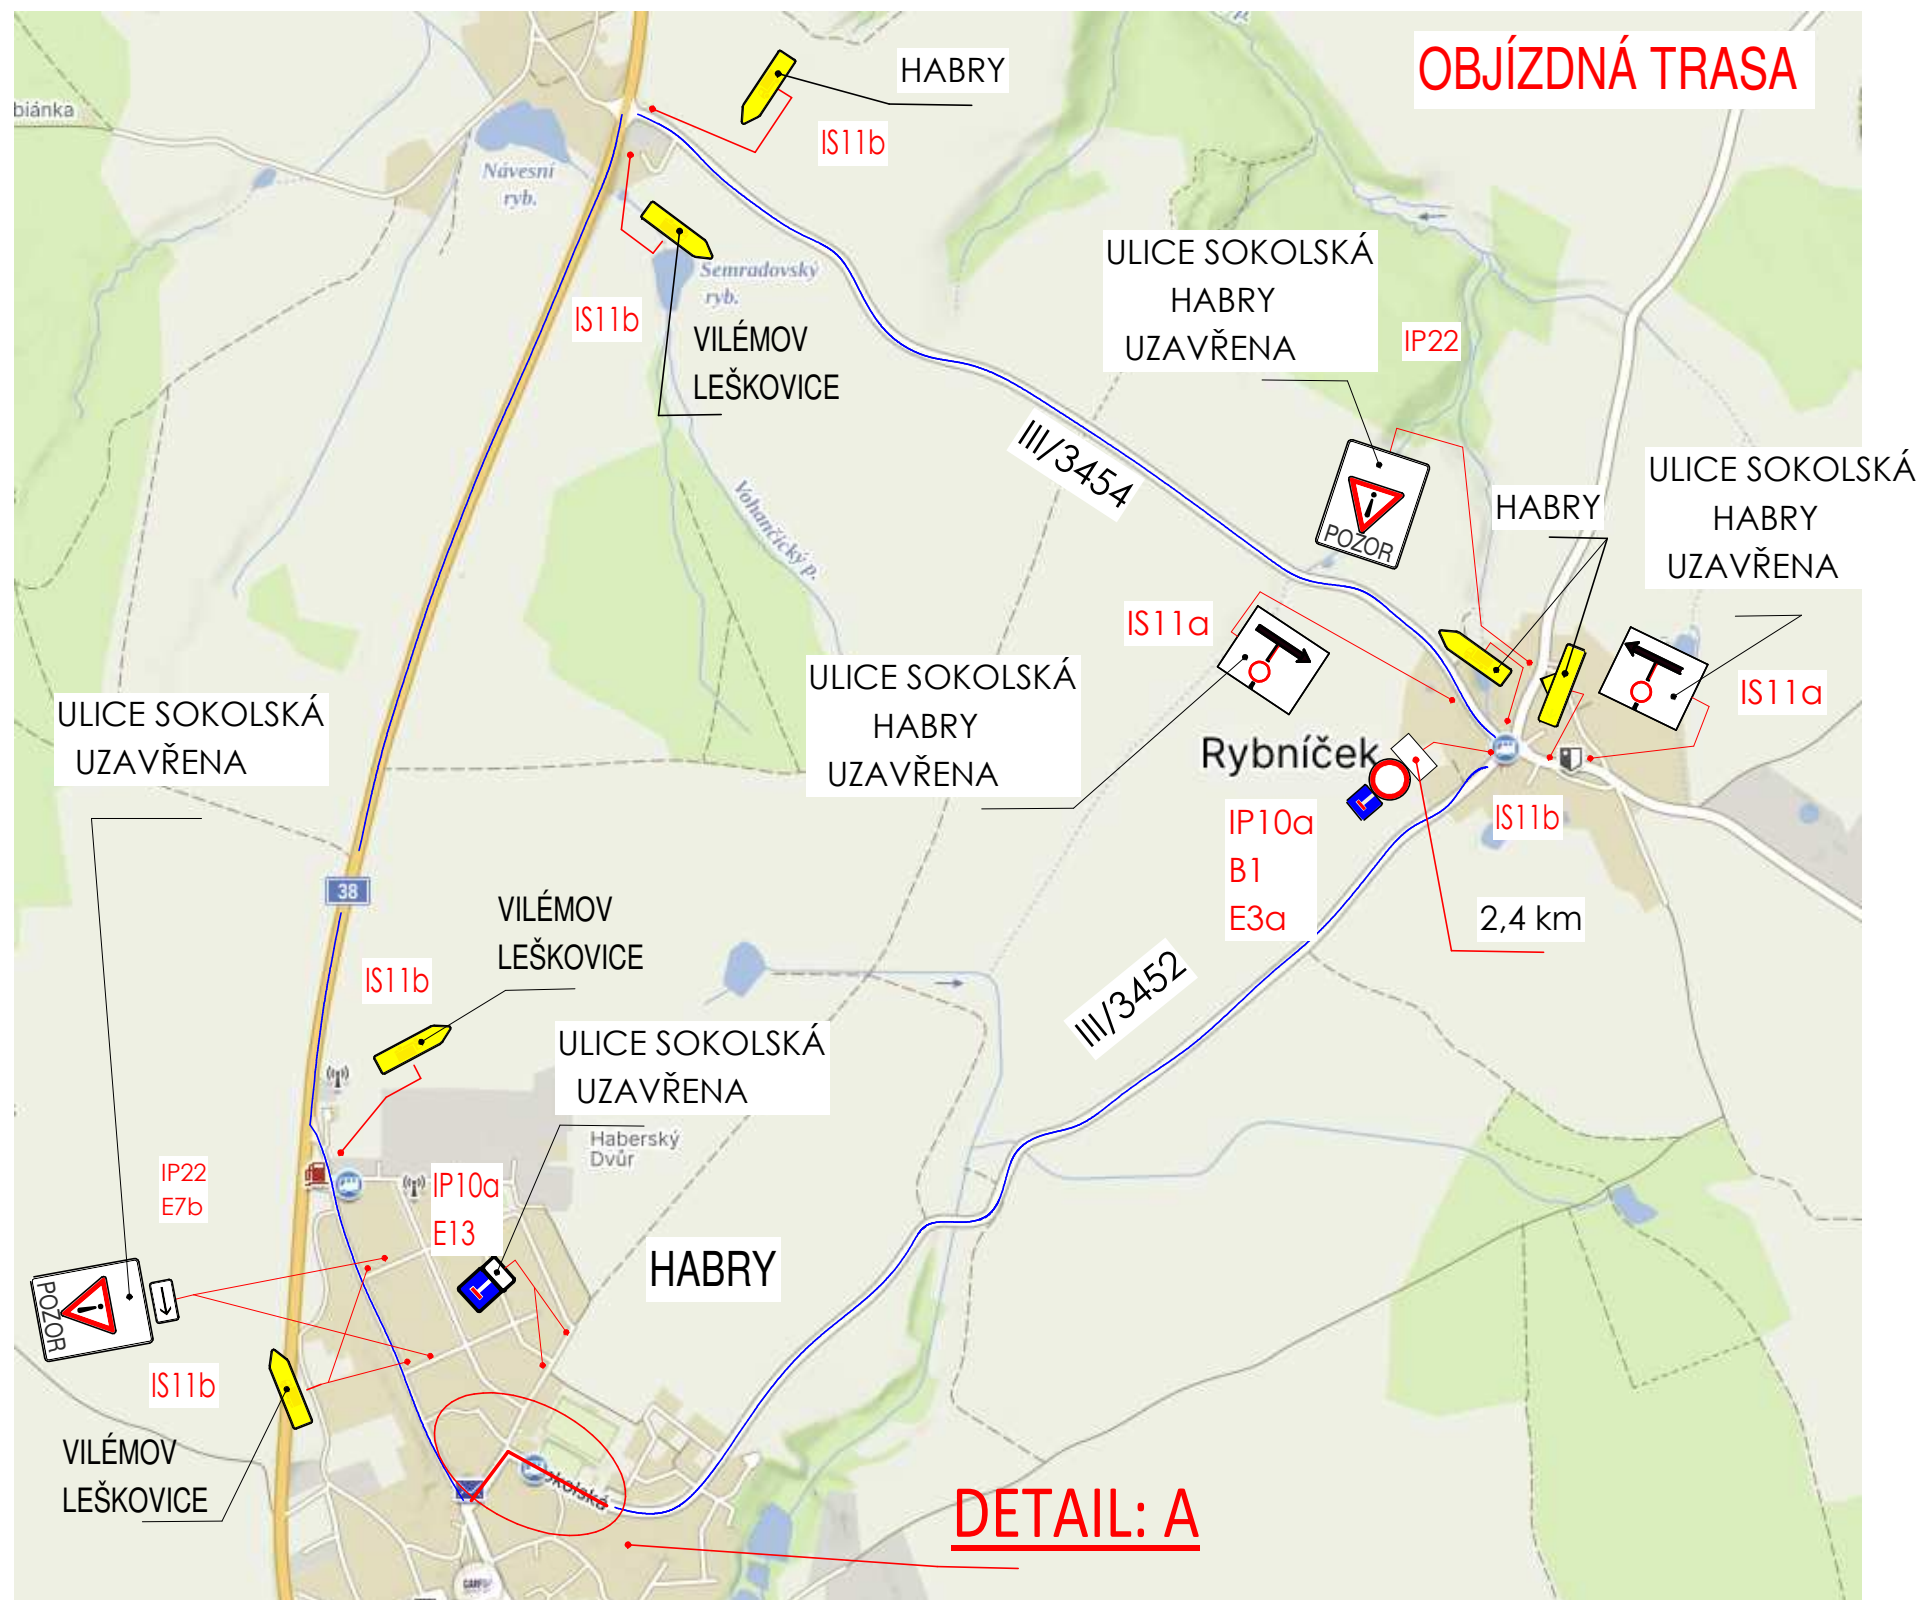 OBJÍZDNÁ TRASA
HABRY
IS11b
biánka
Návesní
ryb.
Semradovský
ryb.
IS11b
VILÉMOV
LEŠKOVICE
ULICE SOKOLSKÁ
HABRY
UZAVŘENA
IP22
III/3454
POZOR
HABRY
ULICE SOKOLSKÁ
HABRY
UZAVŘENA
Vohančický p.
IS11a
ULICE SOKOLSKÁ
HABRY
UZAVŘENA
IS11a
ULICE SOKOLSKÁ
UZAVŘENA
Rybníček
IP10a
B1
E3a
IS11b
2,4 km
38
VILÉMOV
LEŠKOVICE
IS11b
III/3452
ULICE SOKOLSKÁ
UZAVŘENA
Haberský
Dvůr
IP22
E7b
IP10a
E13
HABRY
POZOR
IS11b
VILÉMOV
LEŠKOVICE
DETAIL: A